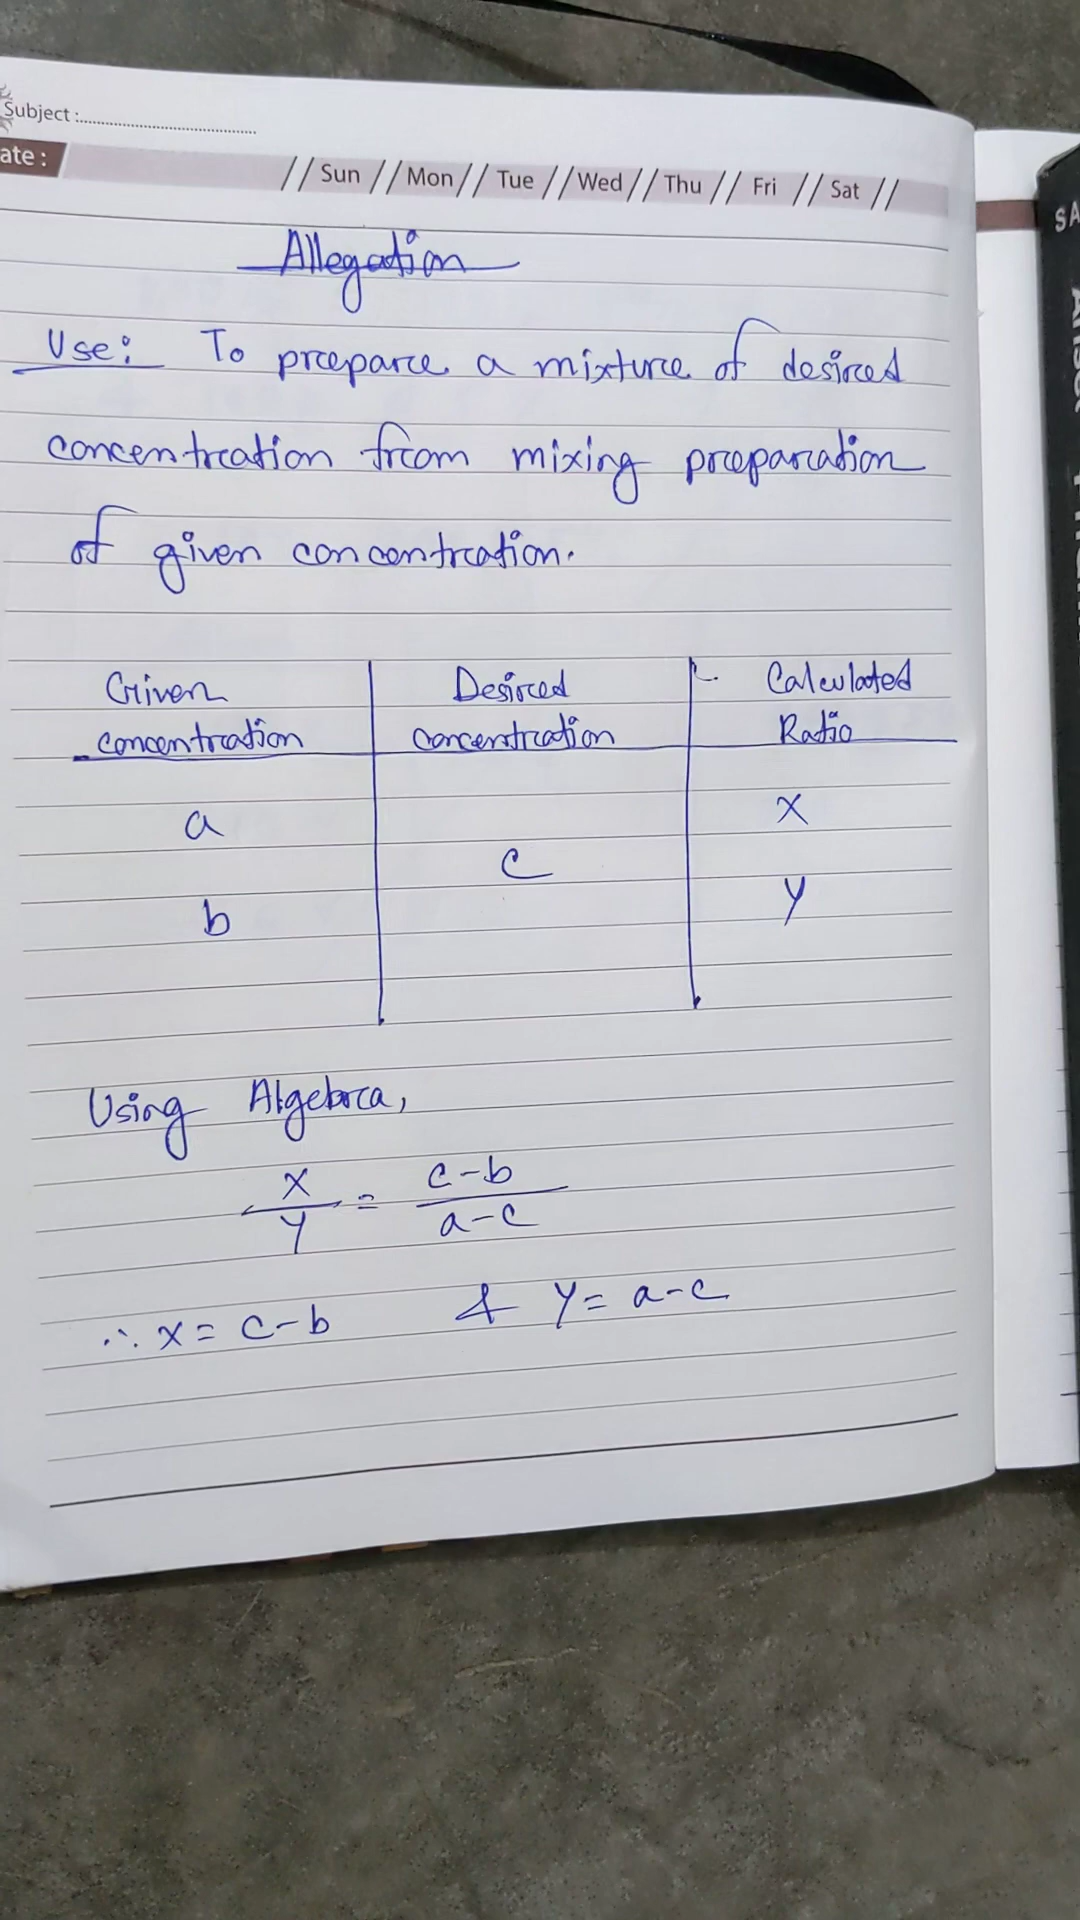 Subject :
ate :
// Sun // Mon // Tue // Wed // Thu // Fri // Sat //
SA
Allegation
Use: To prepare a mixture of desired
concentration from mixing preparation
of given concentration.
Given Desired Calculated
concentration concentration Ratio
a x
c
b y
Using Algebra,
x/y = c-b/a-c
∴ x = c-b & y = a-c